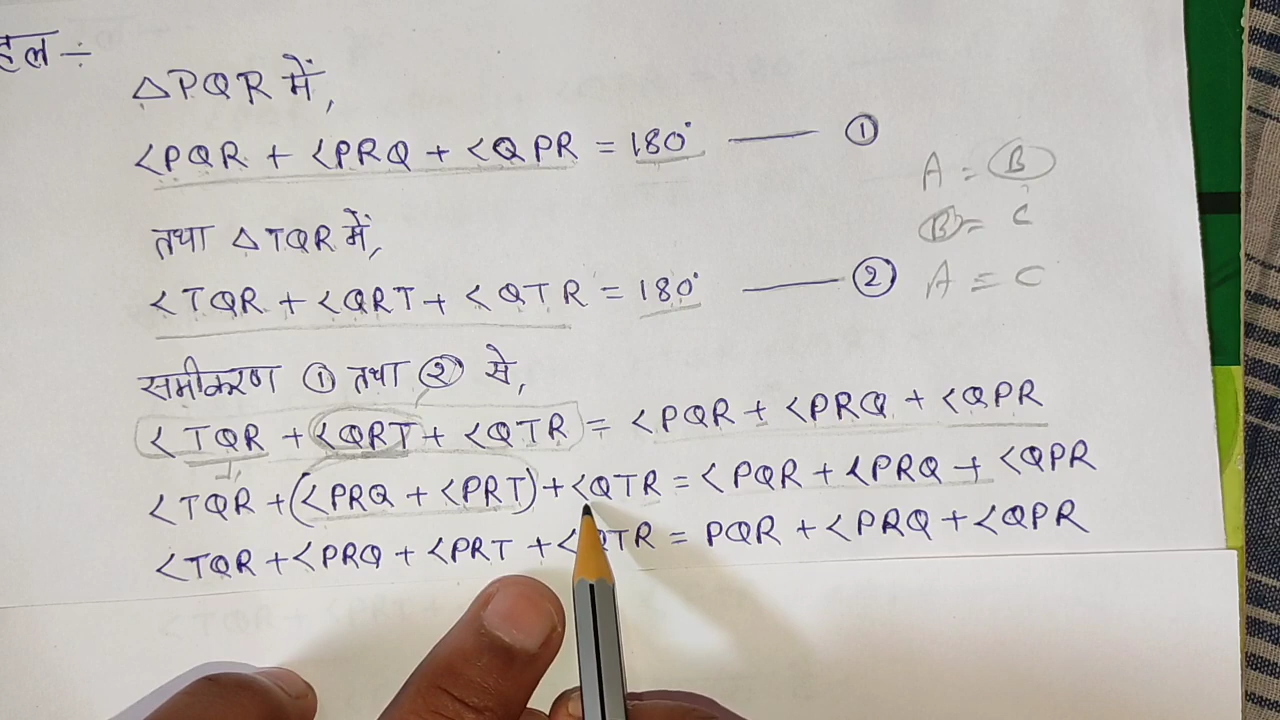 हल ÷
△PQR में,
<PQR + <PRQ + <QPR = 180° —— ①
तथा △TQR में,
<TQR + <QRT + <QTR = 180° —— ②
A = B
B = C
A = C
समीकरण ① तथा ② से,
<TQR + <QRT + <QTR = <PQR + <PRQ + <QPR
<TQR + (<PRQ + <PRT) + <QTR = <PQR + <PRQ + <QPR
<TQR + <PRQ + <PRT + <QTR = PQR + <PRQ + <QPR